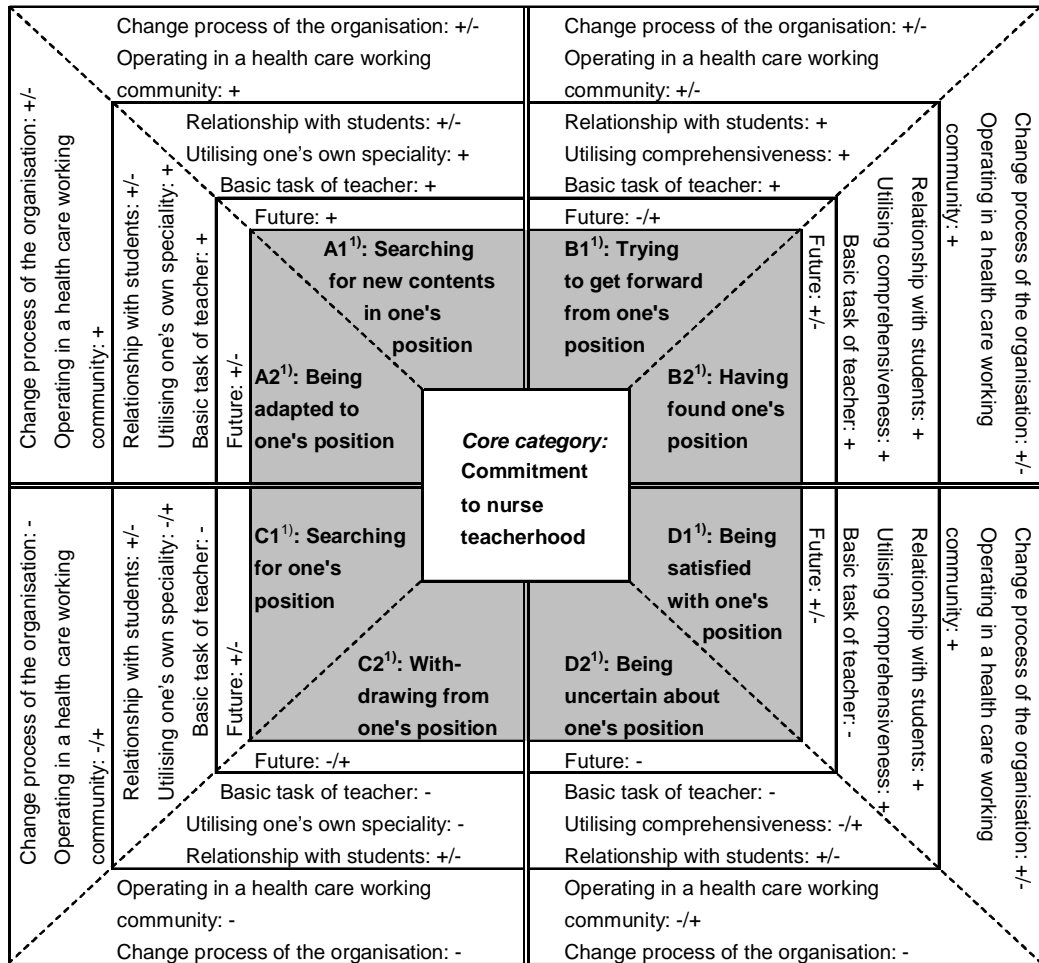 Change process of the organisation: +/-
Operating in a health care working
community: +
Relationship with students: +/-
Utilising one's own speciality: +
Basic task of teacher: +
Future: +
A1¹⁾: Searching
for new contents
in one's
position
Change process of the organisation: +/-
Operating in a health care working
community: +/-
Relationship with students: +
Utilising comprehensiveness: +
Basic task of teacher: +
Future: -/+
B1¹⁾: Trying
to get forward
from one's
position
Change process of the organisation: +/-
Operating in a health care working
community: +
Relationship with students: +/-
Utilising one's own speciality: +
Basic task of teacher: +
Future: +/-
A2¹⁾: Being
adapted to
one's position
B2¹⁾: Having
found one's
position
Future: +/-
Basic task of teacher: +
Utilising comprehensiveness: +
Relationship with students: +
community: +
Operating in a health care working
Change process of the organisation: +/-
Core category:
Commitment
to nurse
teacherhood
Change process of the organisation: -
Operating in a health care working
community: -/+
Relationship with students: +/-
Utilising one's own speciality: -/+
Basic task of teacher: -
Future: +/-
C1¹⁾: Searching
for one's
position
D1¹⁾: Being
satisfied
with one's
position
Future: +/-
Basic task of teacher: -
Utilising comprehensiveness: +
Relationship with students: +
community: +
Operating in a health care working
Change process of the organisation: +/-
C2¹⁾: With-
drawing from
one's position
Future: -/+
Basic task of teacher: -
Utilising one's own speciality: -
Relationship with students: +/-
Operating in a health care working
community: -
Change process of the organisation: -
D2¹⁾: Being
uncertain about
one's position
Future: -
Basic task of teacher: -
Utilising comprehensiveness: -/+
Relationship with students: +/-
Operating in a health care working
community: -/+
Change process of the organisation: -